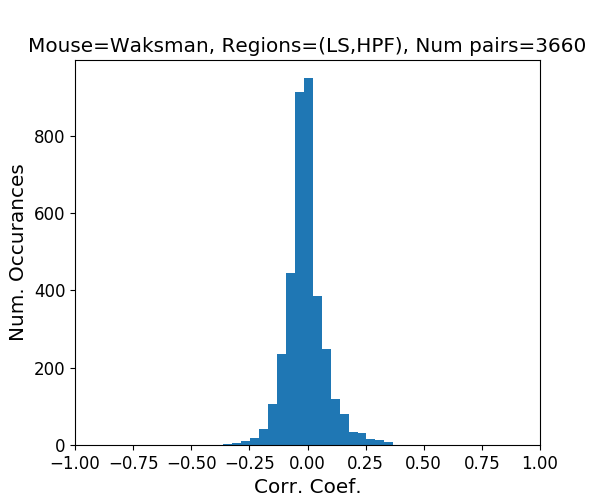 Mouse=Waksman, Regions=(LS,HPF), Num pairs=3660
Num. Occurances
800
600
400
200
0
−1.00 −0.75 −0.50 −0.25 0.00 0.25 0.50 0.75 1.00
Corr. Coef.